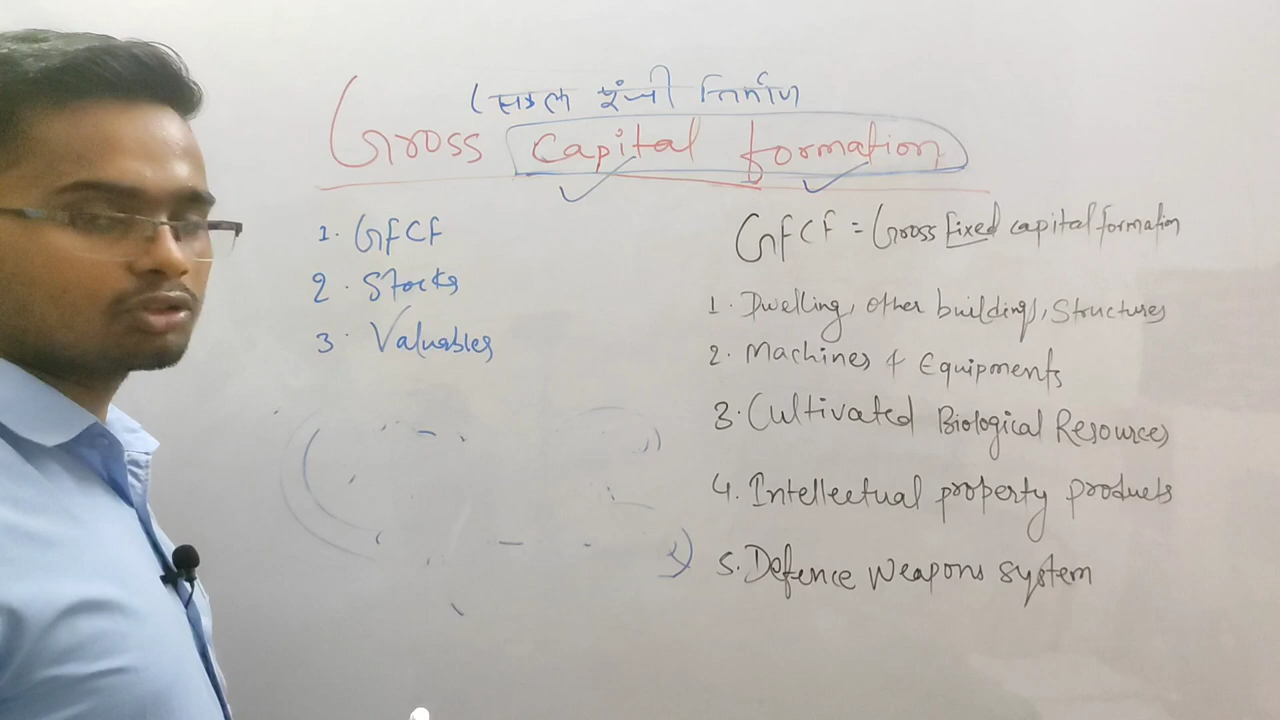 (सकल पूंजी निर्माण
Gross Capital formation
1. GFCF
2. Stocks
3. Valuables
GFCF = Gross fixed capital formation
1. Dwelling, other buildings, Structures
2. Machines & Equipments
3. Cultivated Biological Resources
4. Intellectual property products
5. Defence Weapons system